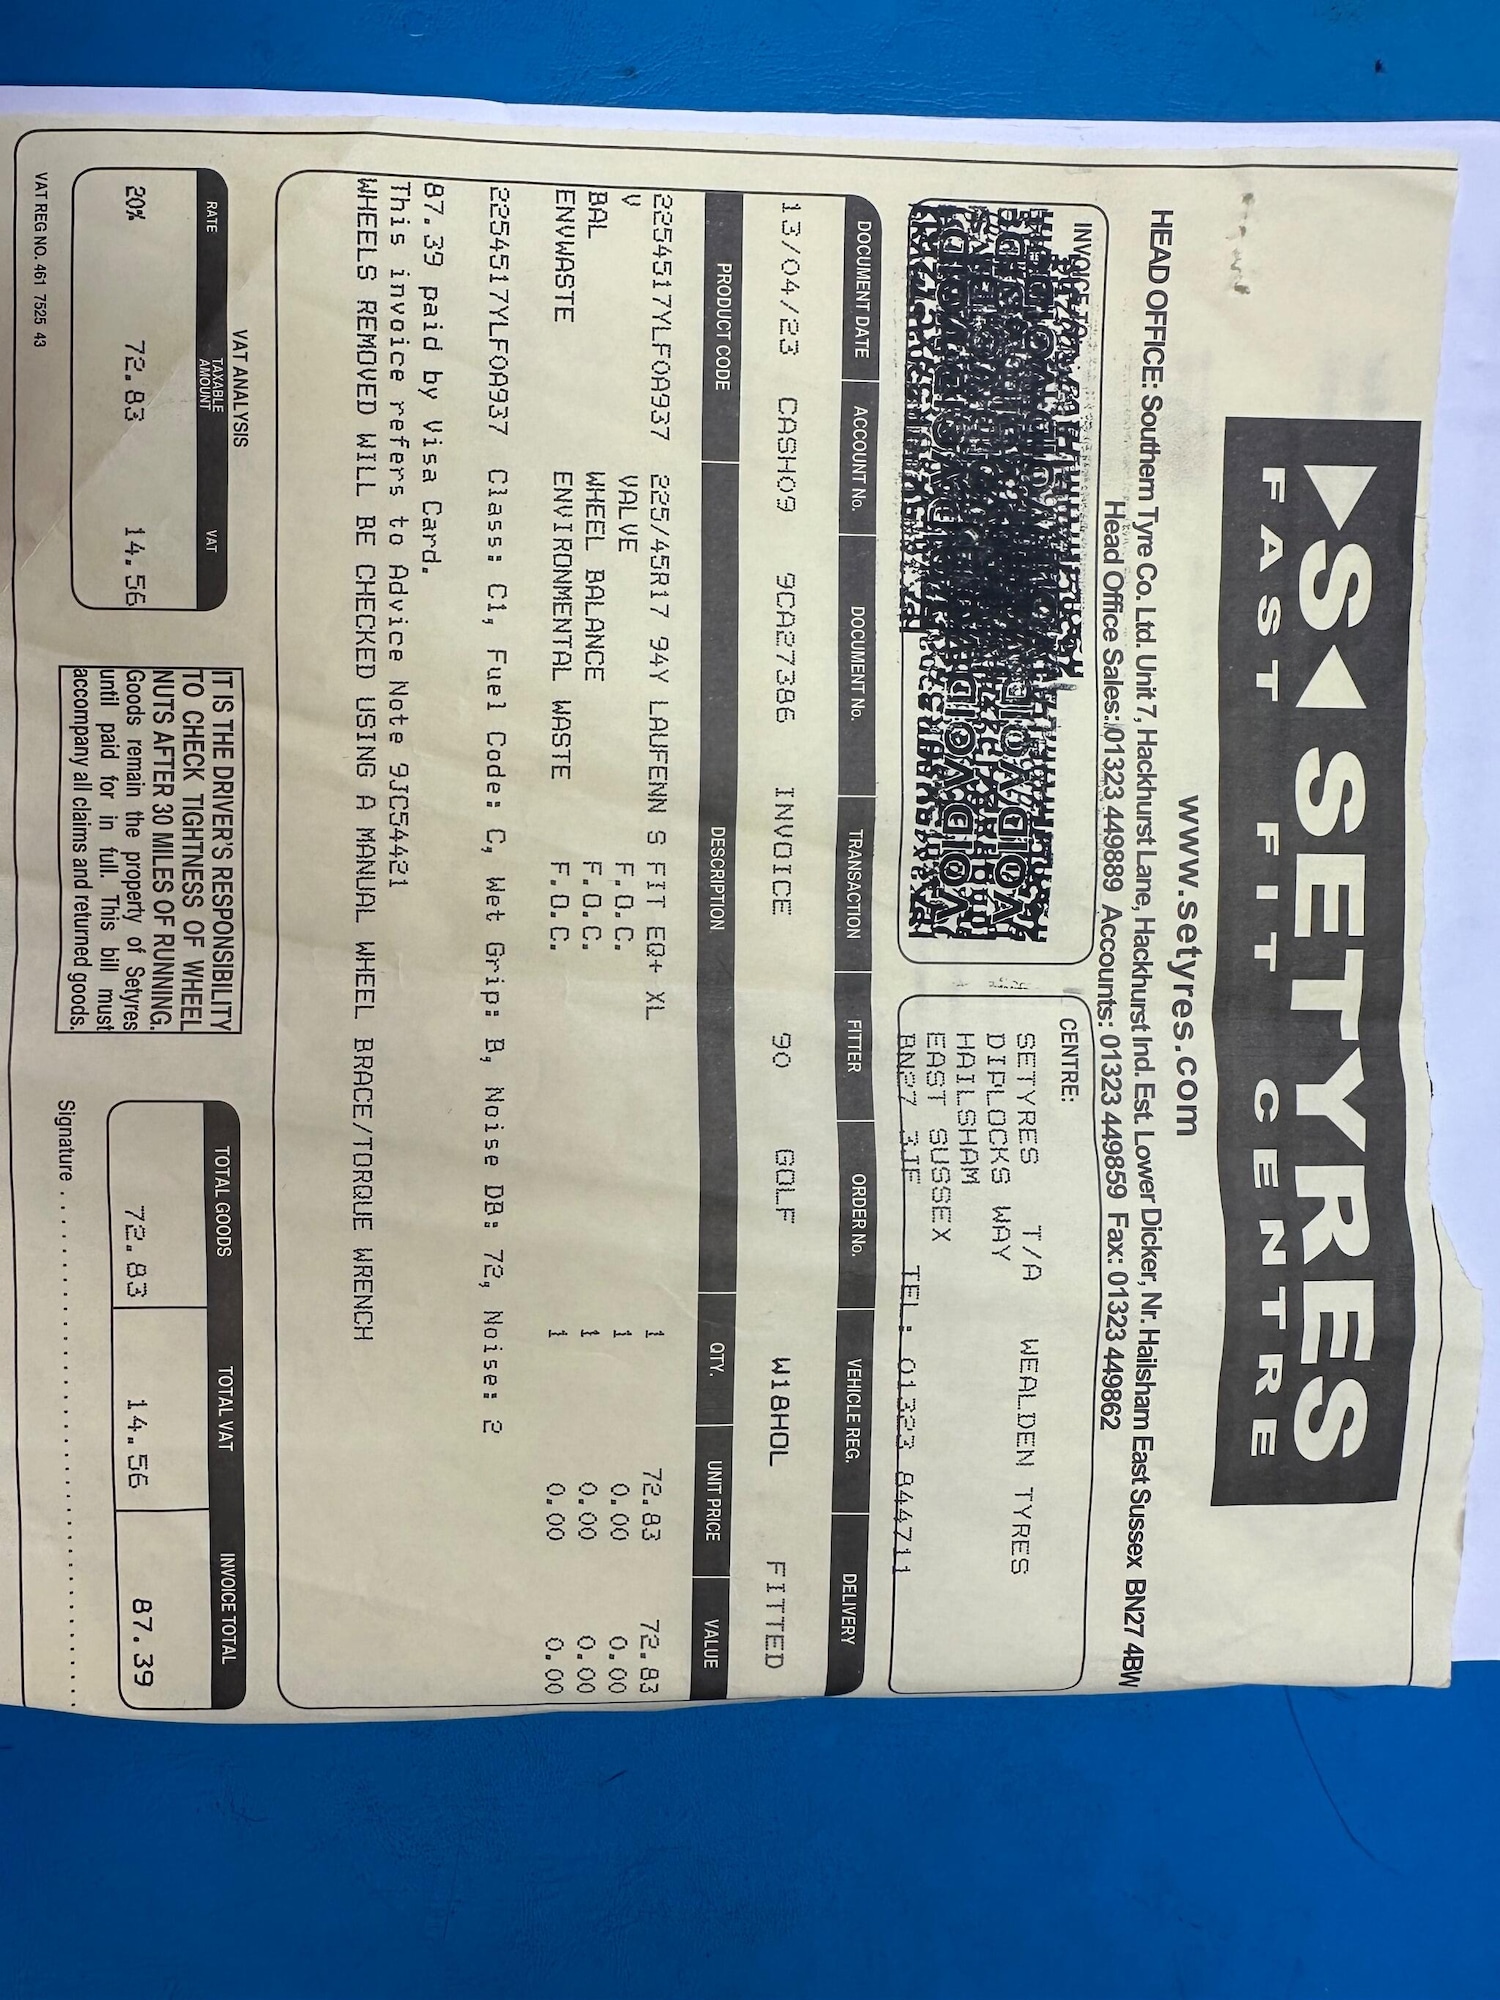 S SETYRES
FAST FIT CENTRE
www.setyres.com
HEAD OFFICE: Southern Tyre Co. Ltd. Unit 7, Hackhurst Lane, Hackhurst Ind. Est. Lower Dicker, Nr. Hailsham East Sussex BN27 4BW
Head Office Sales: 01323 449889 Accounts: 01323 449859 Fax: 01323 449862
INVOICE TO:
CENTRE:
SETYRES T/A WEALDEN TYRES
DIPLOCKS WAY
HAILSHAM
EAST SUSSEX
BN27 3JF TEL: 01323 844711
DOCUMENT DATE ACCOUNT No. DOCUMENT No. TRANSACTION FITTER ORDER No. VEHICLE REG. DELIVERY
13/04/23 CASH09 9CA27386 INVOICE 90 GOLF W18HOL FITTED
PRODUCT CODE DESCRIPTION QTY. UNIT PRICE VALUE
2254517YLFOA937 225/45R17 94Y LAUFENN S FIT EQ+ XL 1 72.83 72.83
V VALVE F.O.C. 1 0.00 0.00
BAL WHEEL BALANCE F.O.C. 1 0.00 0.00
ENVWASTE ENVIRONMENTAL WASTE F.O.C. 1 0.00 0.00
2254517YLFOA937 Class: C1, Fuel Code: C, Wet Grip: B, Noise DB: 72, Noise: 2
87.39 paid by Visa Card.
This invoice refers to Advice Note 9JC54421
WHEELS REMOVED WILL BE CHECKED USING A MANUAL WHEEL BRACE/TORQUE WRENCH
VAT ANALYSIS
RATE TAXABLE AMOUNT VAT
20% 72.83 14.56
VAT REG NO. 461 7525 43
IT IS THE DRIVER'S RESPONSIBILITY
TO CHECK TIGHTNESS OF WHEEL
NUTS AFTER 30 MILES OF RUNNING.
Goods remain the property of Setyres
until paid for in full. This bill must
accompany all claims and returned goods.
TOTAL GOODS TOTAL VAT INVOICE TOTAL
72.83 14.56 87.39
Signature